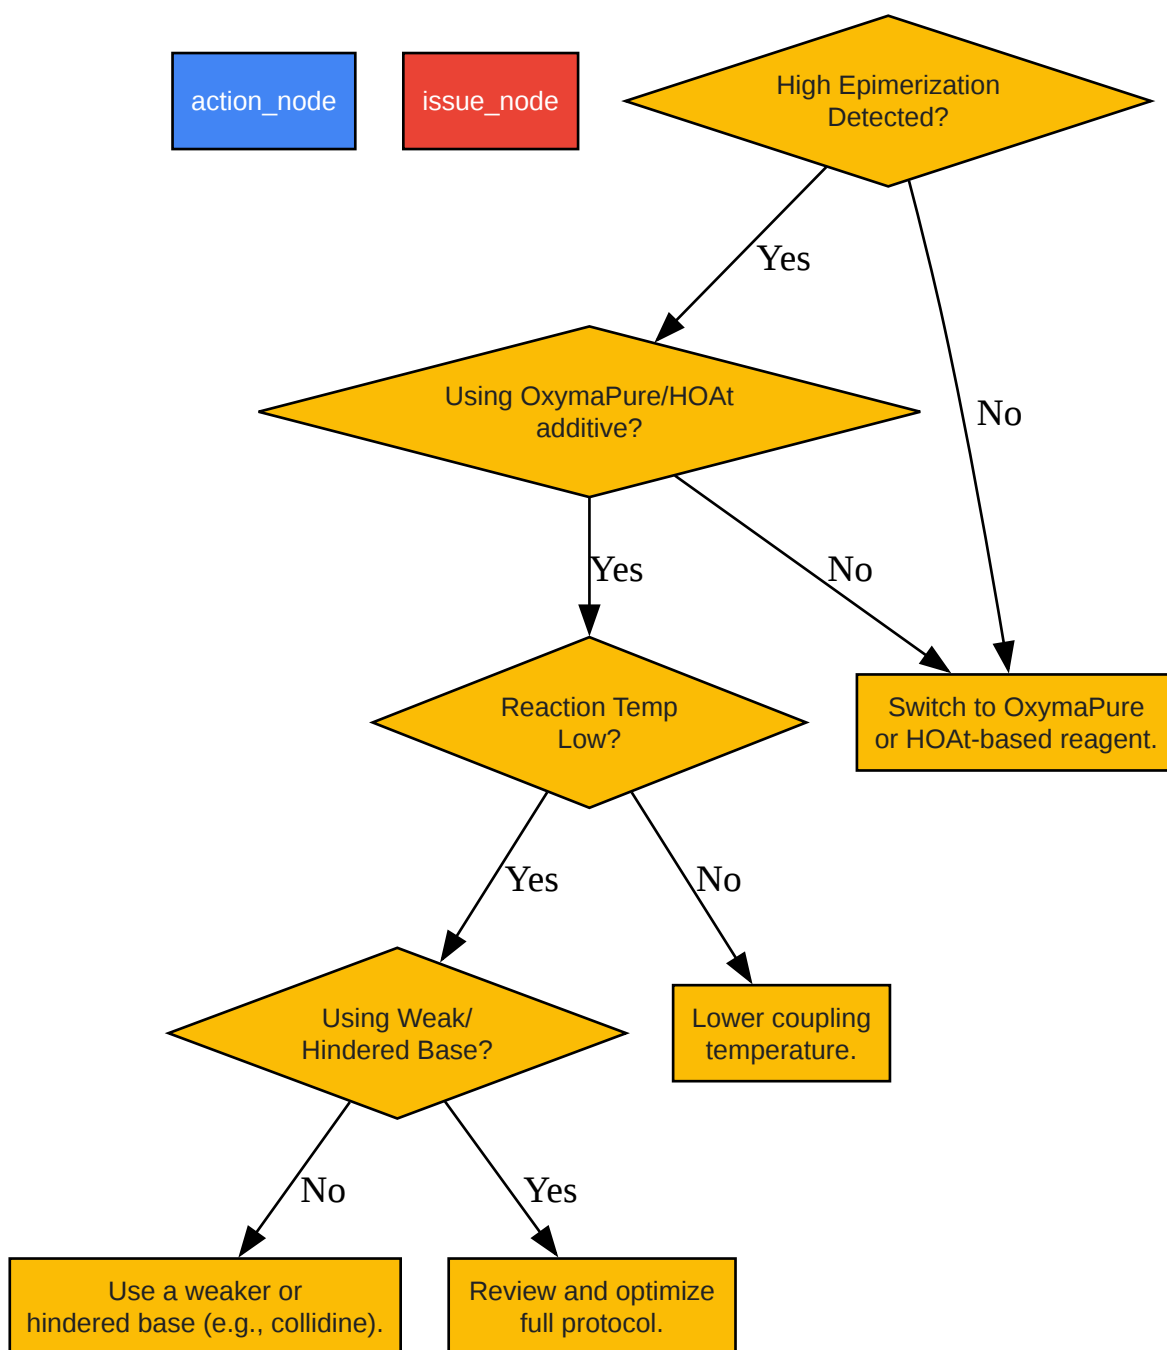 action_node
issue_node
High Epimerization
Detected?
Yes
No
Using OxymaPure/HOAt
additive?
Yes
No
Reaction Temp
Low?
Switch to OxymaPure
or HOAt-based reagent.
Yes
No
Using Weak/
Hindered Base?
Lower coupling
temperature.
No
Yes
Use a weaker or
hindered base (e.g., collidine).
Review and optimize
full protocol.